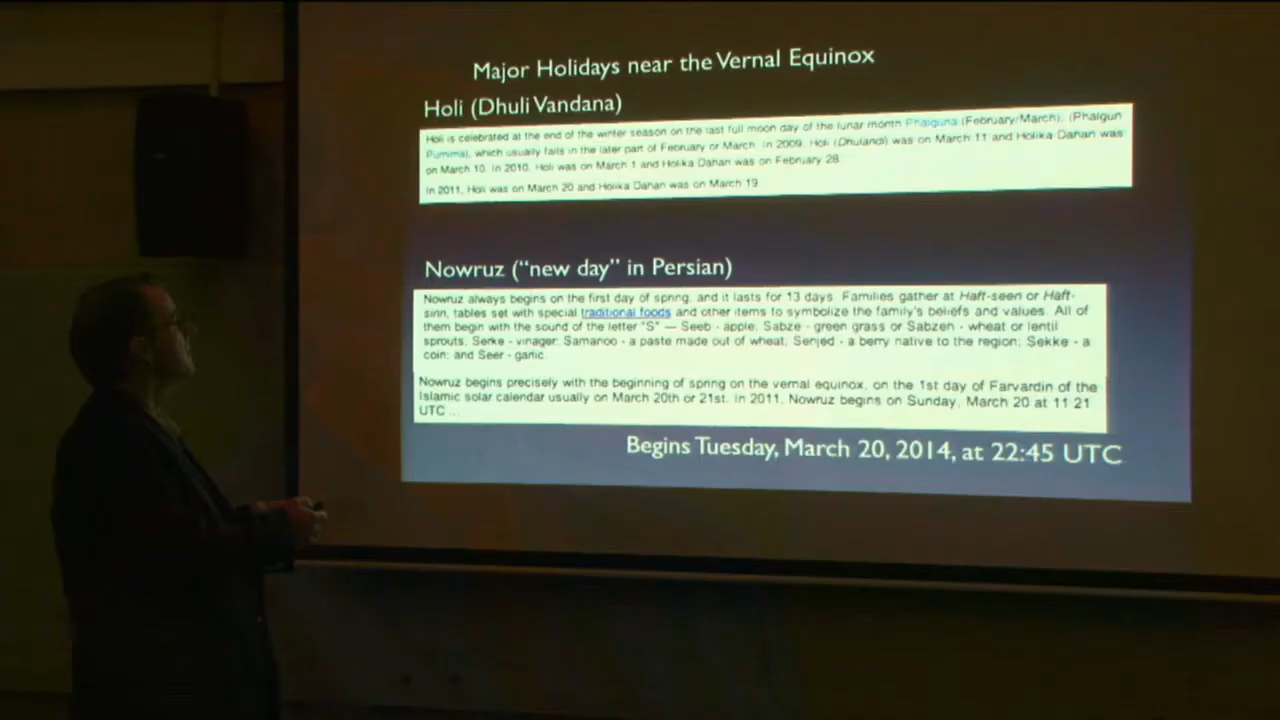 Major Holidays near the Vernal Equinox
Holi (Dhuli Vandana)
Holi is celebrated at the end of the winter season on the last full moon day of the lunar month Phalguna (February/March), (Phalgun
Purnima), which usually falls in the later part of February or March. In 2009, Holi (Dhulandi) was on March 11 and Holika Dahan was
on March 10. In 2010, Holi was on March 1 and Holika Dahan was on February 28.
In 2011, Holi was on March 20 and Holika Dahan was on March 19
Nowruz (“new day” in Persian)
Nowruz always begins on the first day of spring, and it lasts for 13 days. Families gather at Haft-seen or Haft-
sinn, tables set with special traditional foods and other items to symbolize the family's beliefs and values. All of
them begin with the sound of the letter "S" — Seeb - apple; Sabze - green grass or Sabzeh - wheat or lentil
sprouts; Serke - vinager; Samanoo - a paste made out of wheat; Senjed - a berry native to the region; Sekke - a
coin; and Seer - garlic.
Nowruz begins precisely with the beginning of spring on the vernal equinox, on the 1st day of Farvardin of the
Islamic solar calendar usually on March 20th or 21st. In 2011, Nowruz begins on Sunday, March 20 at 11:21
UTC ...
Begins Tuesday, March 20, 2014, at 22:45 UTC